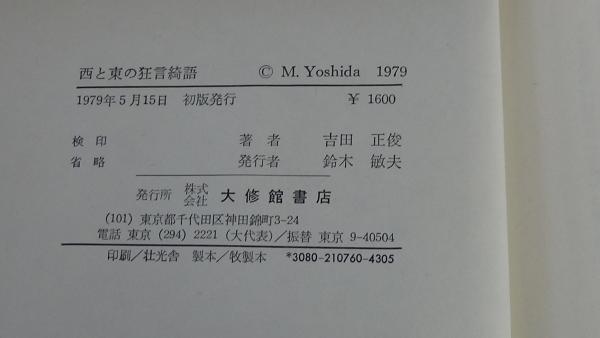 西と東の狂言綺語 © M. Yoshida 1979
1979年5月15日 初版発行 ¥ 1600
検印 著者 吉田 正俊
省略 発行者 鈴木 敏夫
発行所 株式会社 大修館書店
(101) 東京都千代田区神田錦町3-24
電話 東京 (294) 2221 (大代表)/振替 東京 9-40504
印刷/壮光舎 製本/牧製本 *3080-210760-4305